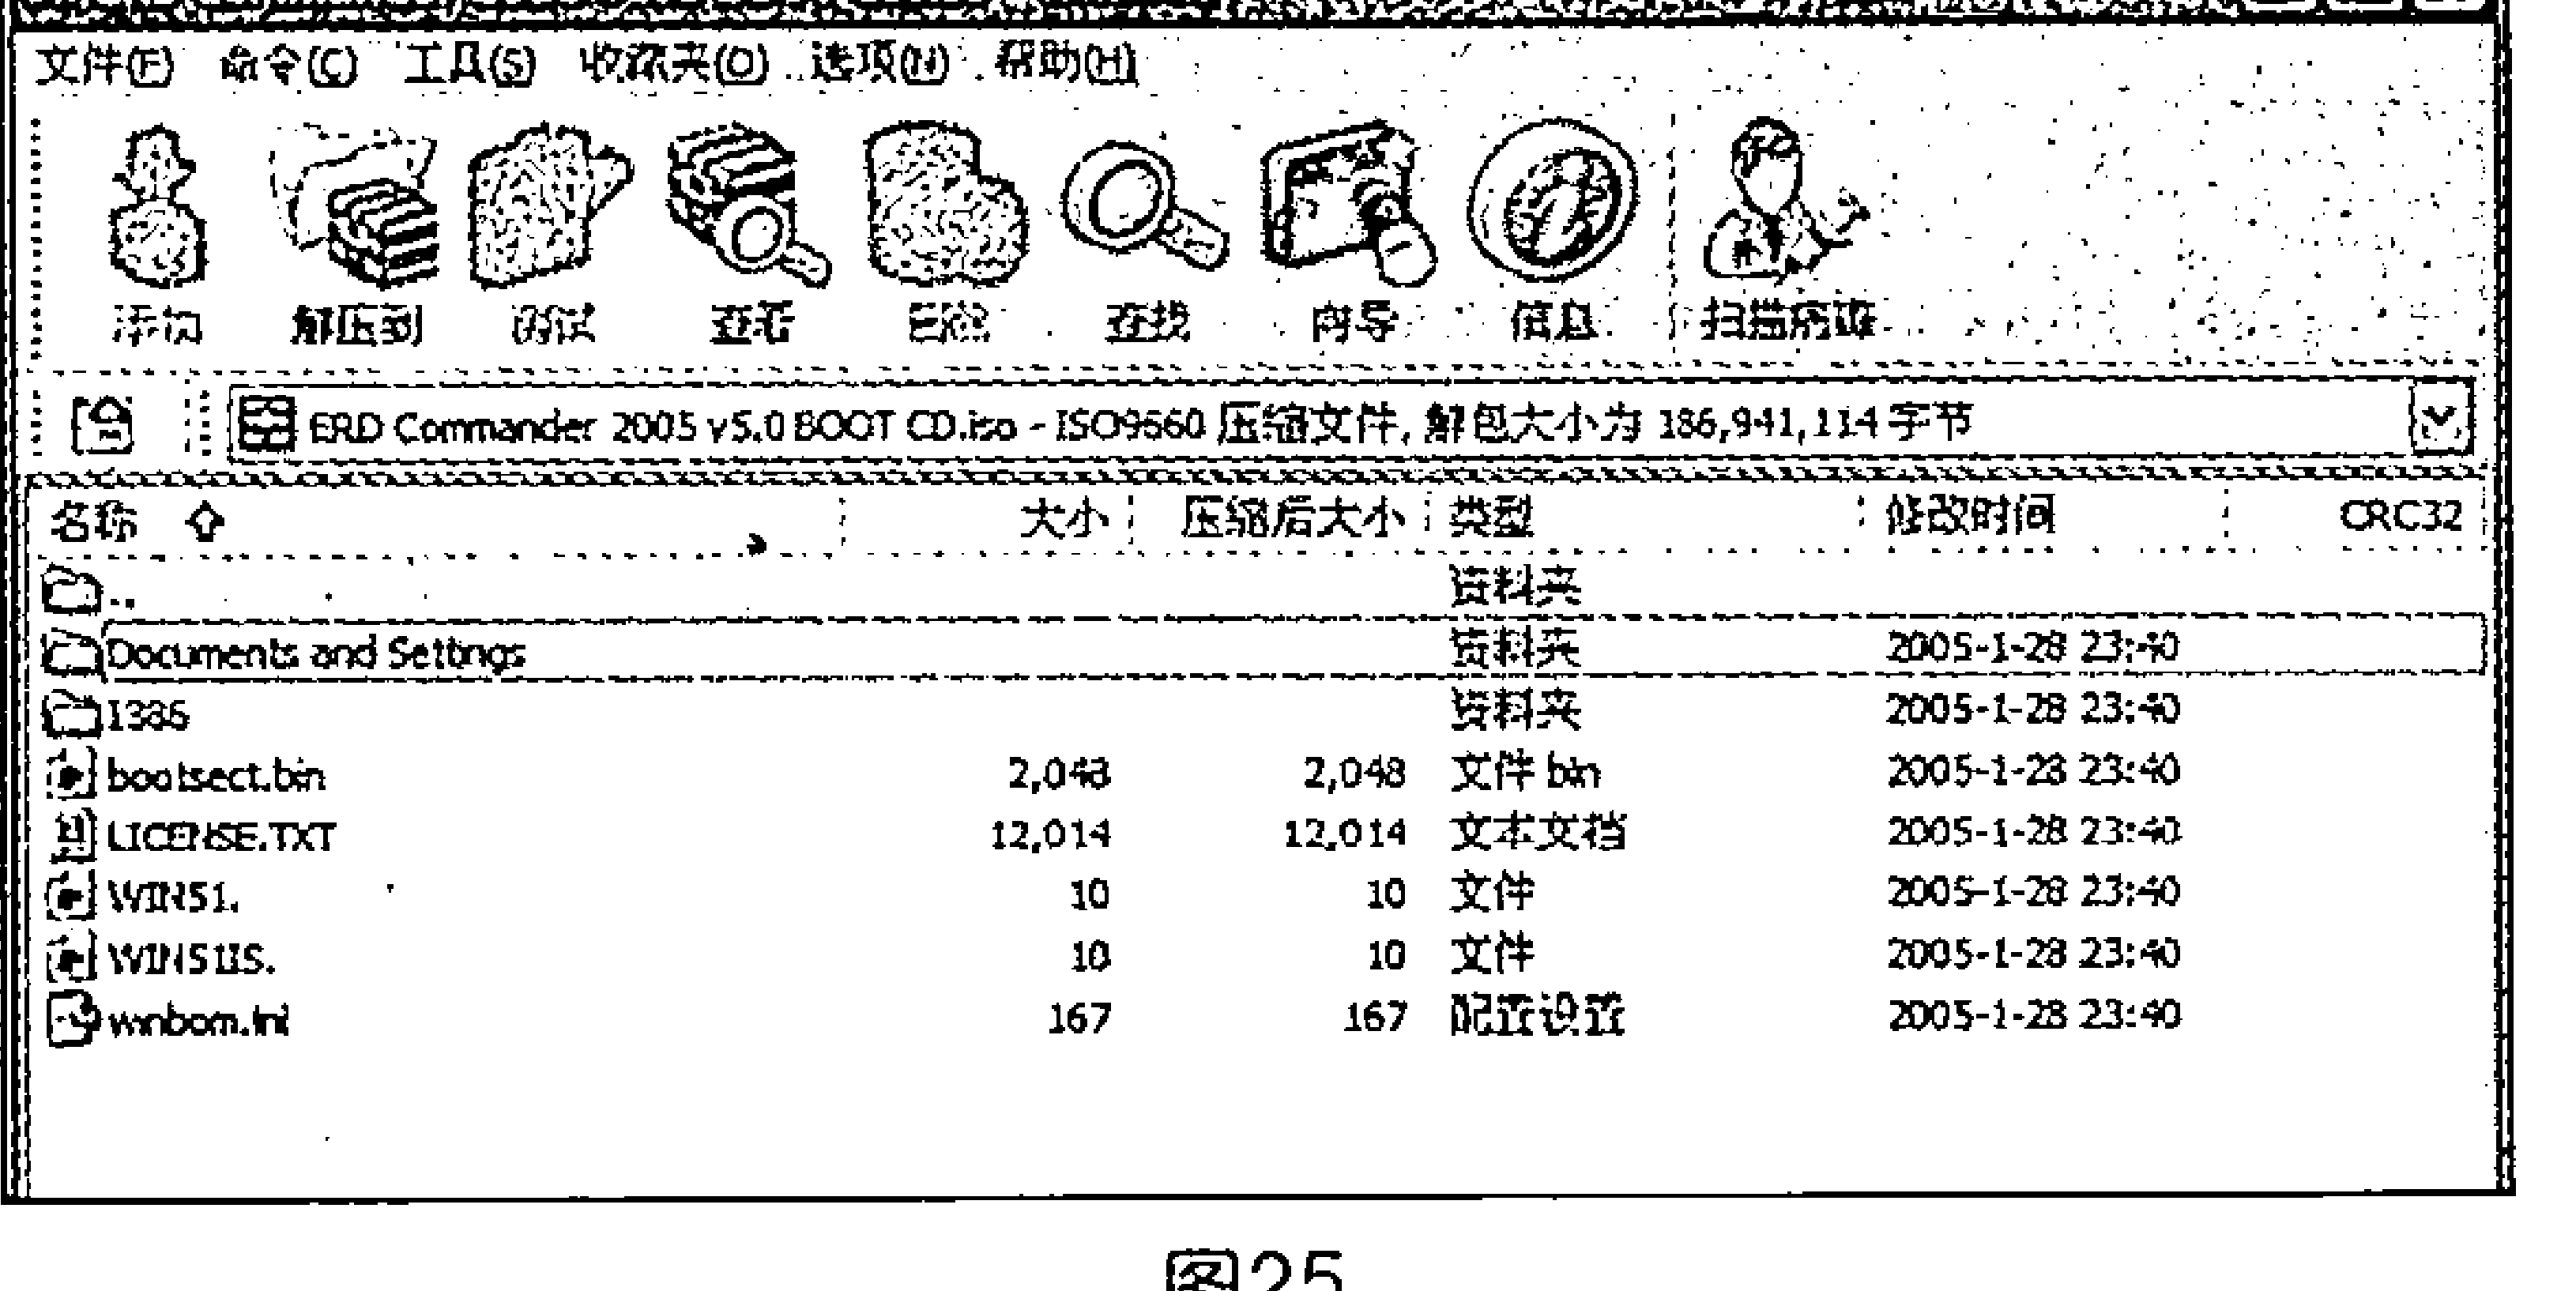 文件(F) 命令(C) 工具(S) 收藏夹(O) 选项(N) 帮助(H)
添加 解压到 测试 查看 删除 查找 向导 信息 扫描病毒
ERD Commander 2005 v5.0 BOOT CD.iso - ISO9660 压缩文件, 解包大小为 186,941,114 字节
名称 大小 压缩后大小 类型 修改时间 CRC32
.. 资料夹
Documents and Settings 资料夹 2005-1-28 23:40
I386 资料夹 2005-1-28 23:40
bootsect.bin 2,048 2,048 文件 bin 2005-1-28 23:40
LICENSE.TXT 12,014 12,014 文本文档 2005-1-28 23:40
WIN51. 10 10 文件 2005-1-28 23:40
WIN51IS. 10 10 文件 2005-1-28 23:40
winbom.ini 167 167 配置设置 2005-1-28 23:40
图25